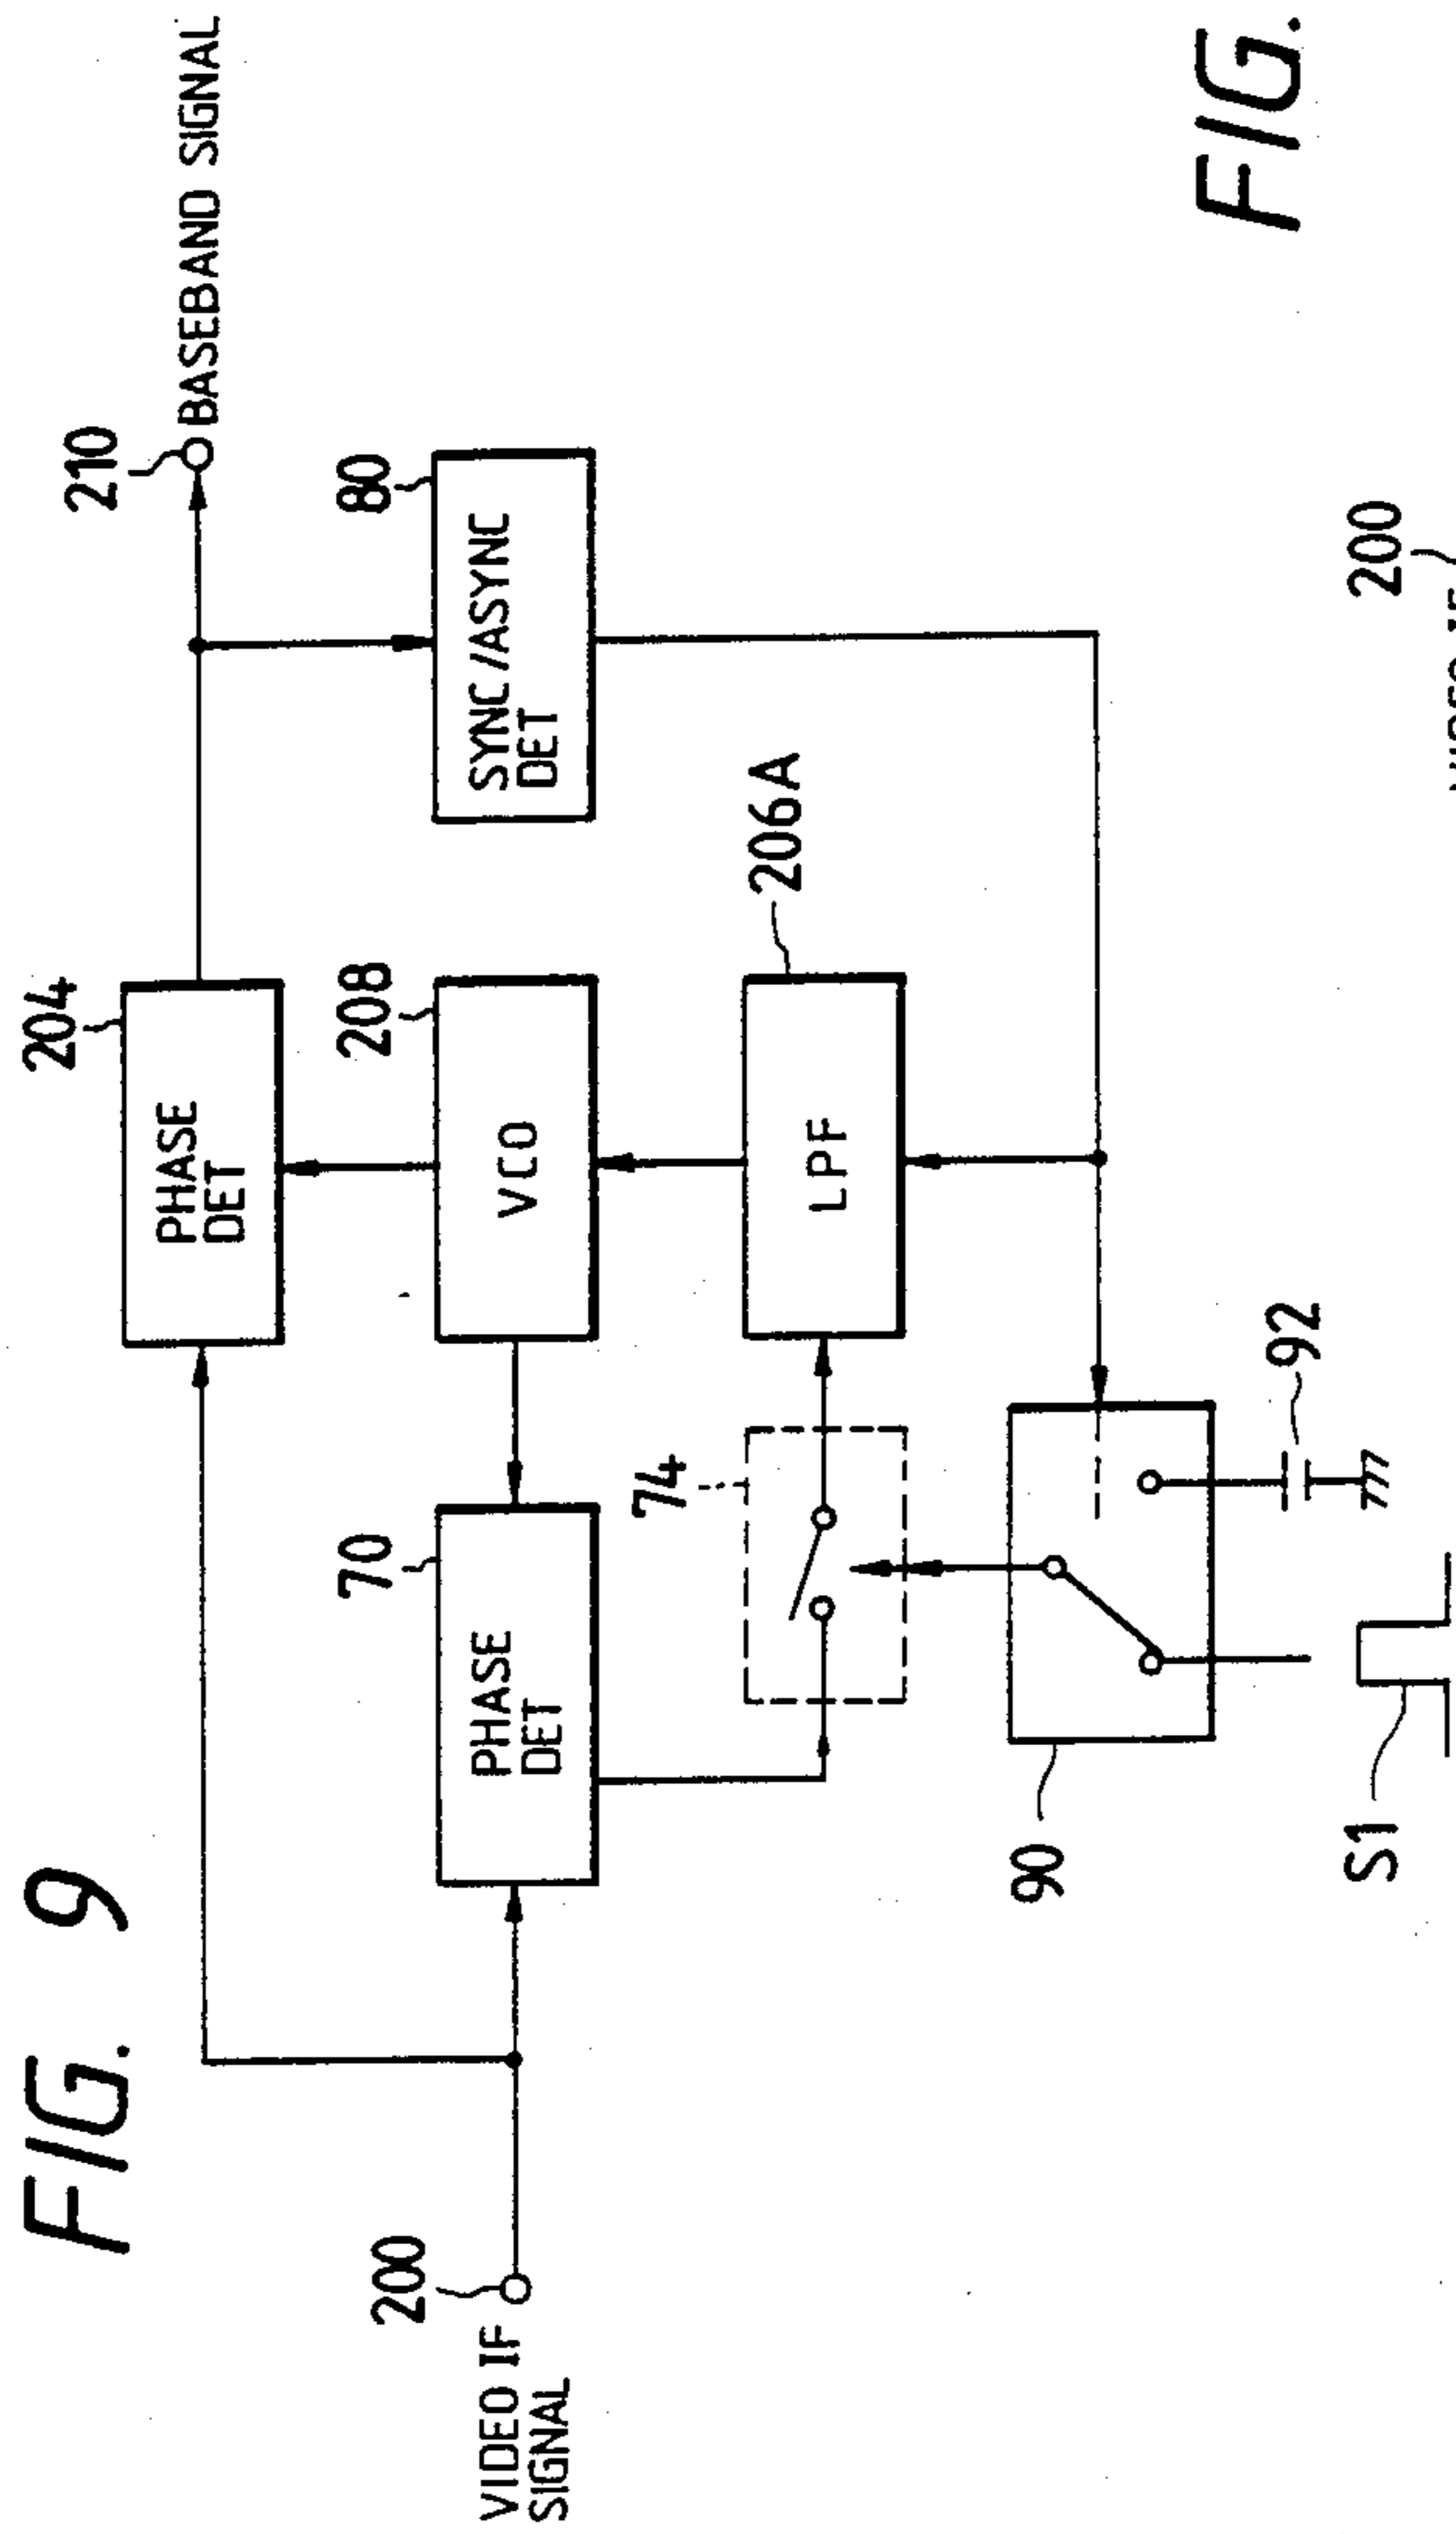 FIG. 9
204
PHASE
DET
210
BASEBAND SIGNAL
200
VIDEO IF
SIGNAL
70
PHASE
DET
208
VCO
80
SYNC/ASYNC
DET
74
LPF
206A
90
92
S1
FIG.
200